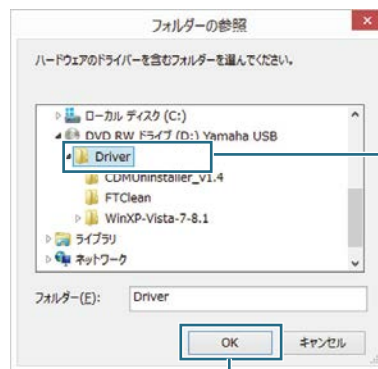 フォルダーの参照
ハードウェアのドライバーを含むフォルダーを選んでください。
ローカル ディスク (C:)
DVD RW ドライブ (D:) Yamaha USB
Driver
CDMUninstaller_v1.4
FTClean
WinXP-Vista-7-8.1
ライブラリ
ネットワーク
フォルダー(F): Driver
OK キャンセル